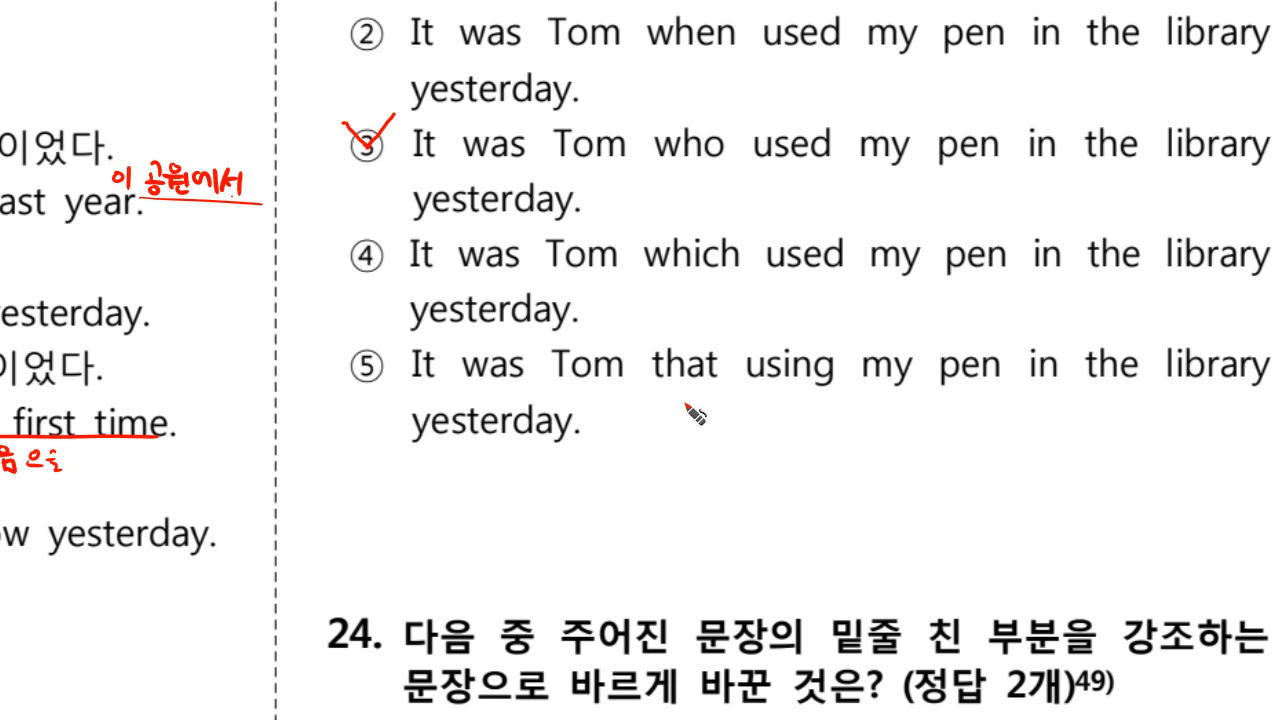 이었다.
이 공원에서
ast year.
esterday.
이었다.
first time.
음으로
ow yesterday.
② It was Tom when used my pen in the library
yesterday.
③ It was Tom who used my pen in the library
yesterday.
④ It was Tom which used my pen in the library
yesterday.
⑤ It was Tom that using my pen in the library
yesterday.
24. 다음 중 주어진 문장의 밑줄 친 부분을 강조하는
문장으로 바르게 바꾼 것은? (정답 2개)49)